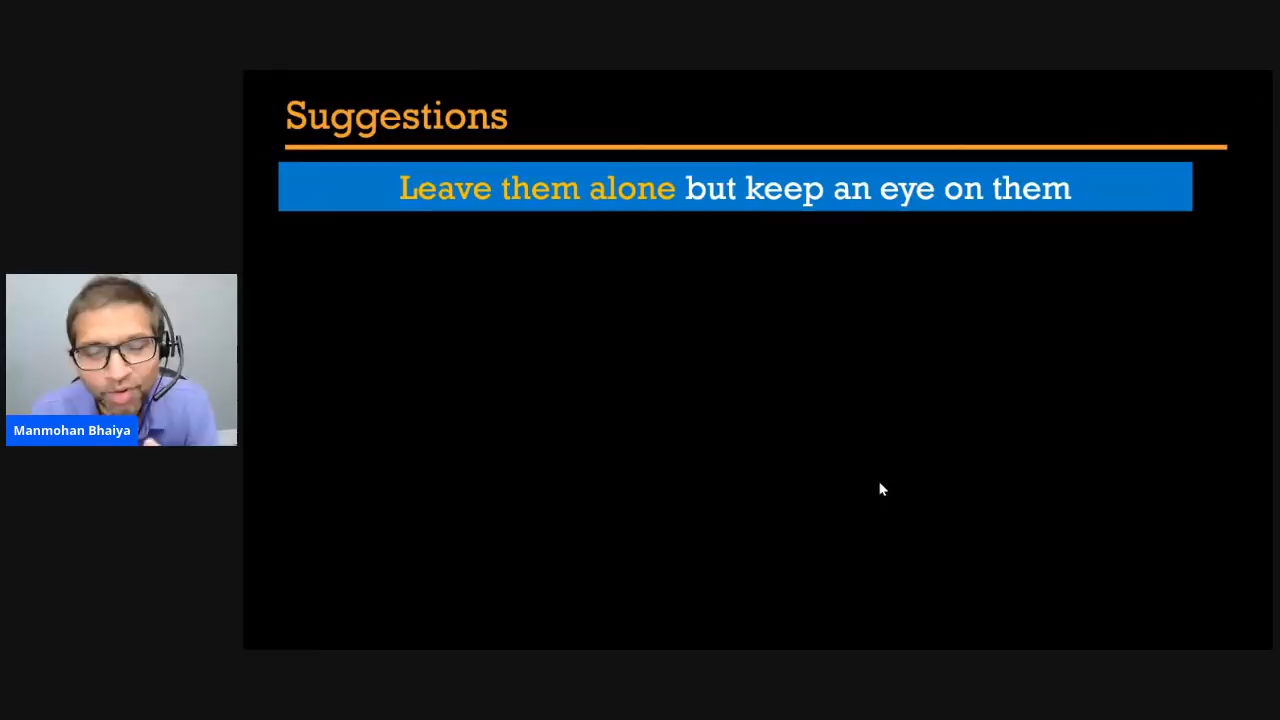 Suggestions
Leave them alone but keep an eye on them
Manmohan Bhaiya